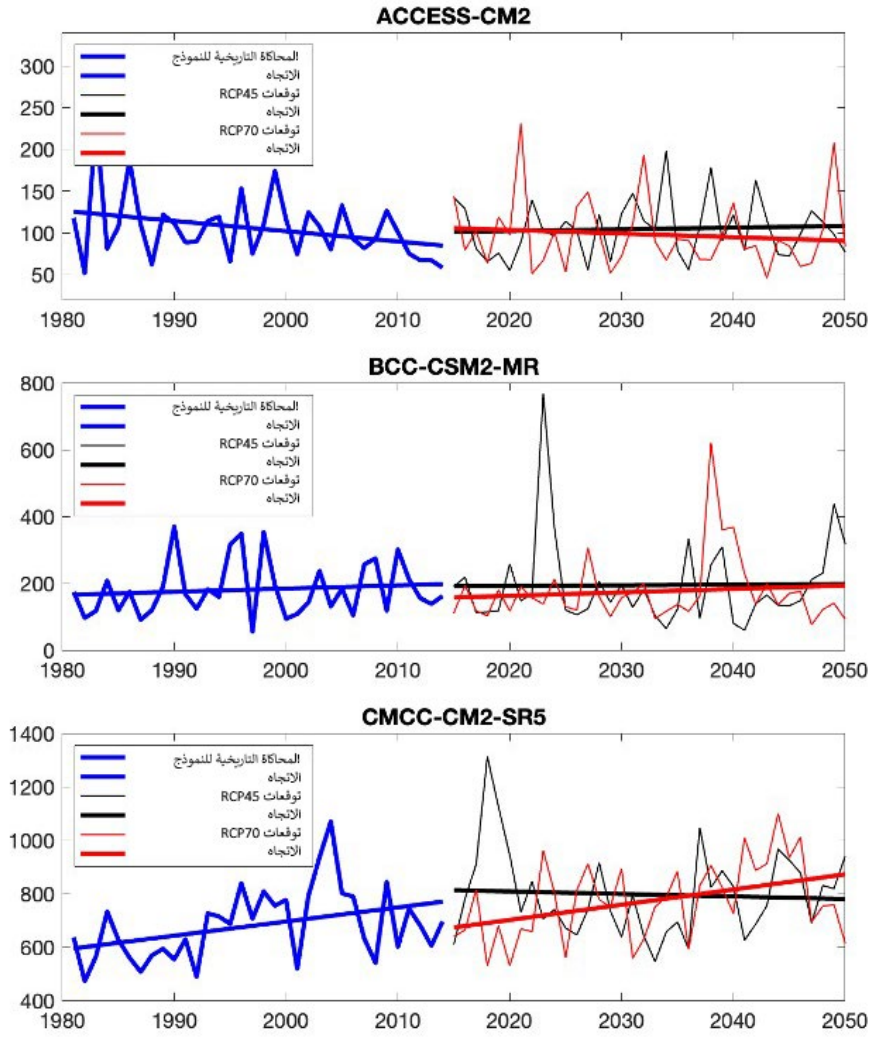 ACCESS-CM2
المحاكاة التاريخية للنموذج
الاتجاه
توقعات RCP45
الاتجاه
توقعات RCP70
الاتجاه
300
250
200
150
100
50
1980 1990 2000 2010 2020 2030 2040 2050
BCC-CSM2-MR
المحاكاة التاريخية للنموذج
الاتجاه
توقعات RCP45
الاتجاه
توقعات RCP70
الاتجاه
800
600
400
200
0
1980 1990 2000 2010 2020 2030 2040 2050
CMCC-CM2-SR5
المحاكاة التاريخية للنموذج
الاتجاه
توقعات RCP45
الاتجاه
توقعات RCP70
الاتجاه
1400
1200
1000
800
600
400
1980 1990 2000 2010 2020 2030 2040 2050